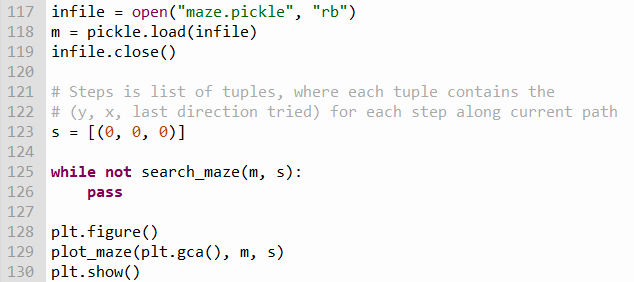 117 infile = open("maze.pickle", "rb")
118 m = pickle.load(infile)
119 infile.close()
120
121 # Steps is list of tuples, where each tuple contains the
122 # (y, x, last direction tried) for each step along current path
123 s = [(0, 0, 0)]
124
125 while not search_maze(m, s):
126     pass
127
128 plt.figure()
129 plot_maze(plt.gca(), m, s)
130 plt.show()